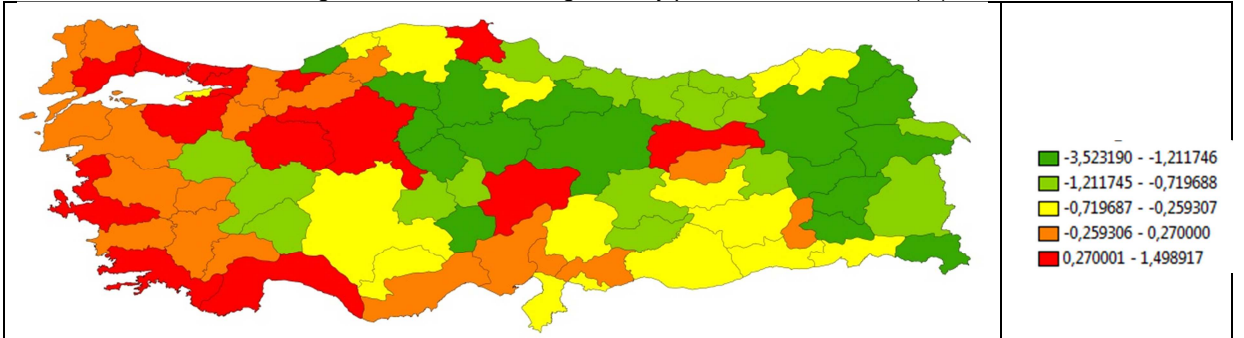 -3,523190 - -1,211746
-1,211745 - -0,719688
-0,719687 - -0,259307
-0,259306 - 0,270000
0,270001 - 1,498917